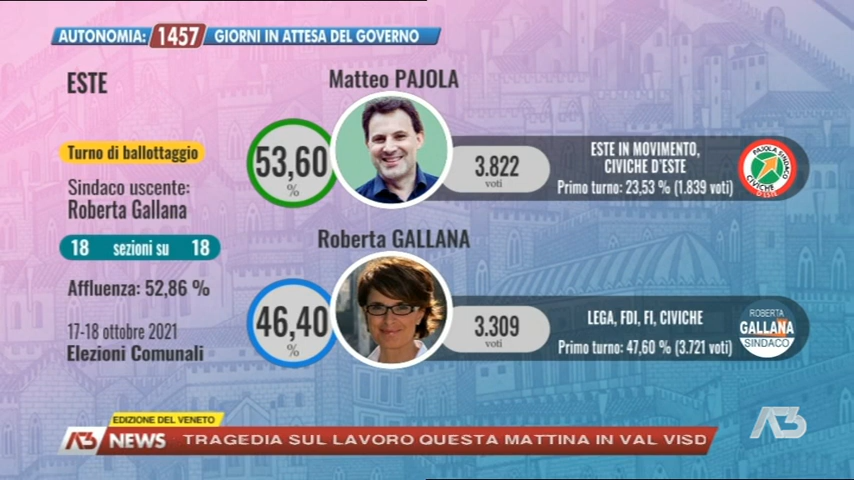 AUTONOMIA: 1457 GIORNI IN ATTESA DEL GOVERNO
ESTE
Turno di ballottaggio
Sindaco uscente:
Roberta Gallana
18 sezioni su 18
Affluenza: 52,86 %
17-18 ottobre 2021
Elezioni Comunali
Matteo PAJOLA
53,60
%
3.822
voti
ESTE IN MOVIMENTO,
CIVICHE D'ESTE
Primo turno: 23,53 % (1.839 voti)
PAJOLA SINDACO
CIVICHE
D'ESTE
Roberta GALLANA
46,40
%
3.309
voti
LEGA, FDI, FI, CIVICHE
Primo turno: 47,60 % (3.721 voti)
ROBERTA
GALLANA
SINDACO
EDIZIONE DEL VENETO
A3 NEWS TRAGEDIA SUL LAVORO QUESTA MATTINA IN VAL VISD
A3